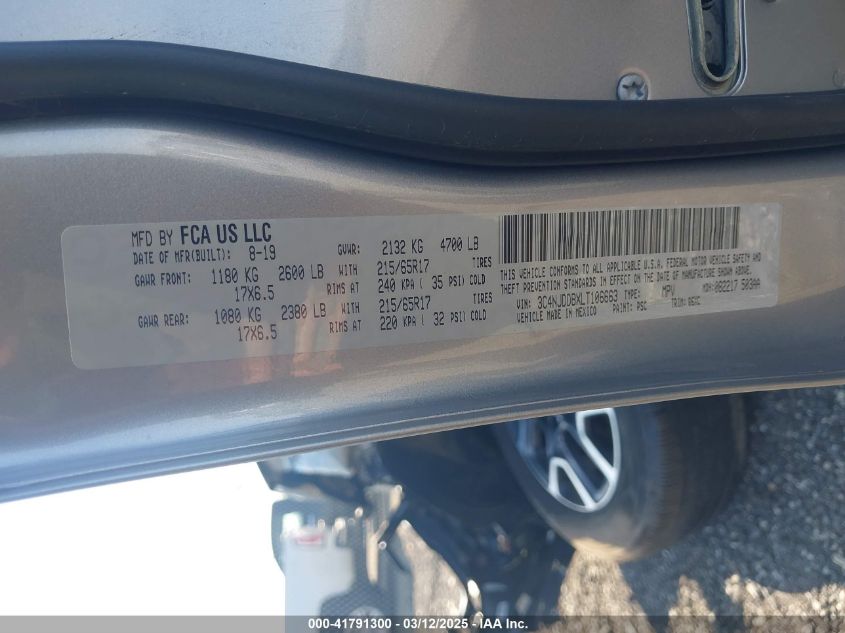 MFD BY FCA US LLC
DATE OF MFR(BUILT): 8-19 GVWR: 2132 KG 4700 LB
GAWR FRONT: 1180 KG 2600 LB WITH 215/65R17 TIRES
17X6.5 RIMS AT 240 KPA ( 35 PSI) COLD
GAWR REAR: 1080 KG 2380 LB WITH 215/65R17 TIRES
17X6.5 RIMS AT 220 KPA ( 32 PSI) COLD
THIS VEHICLE CONFORMS TO ALL APPLICABLE U.S.A. FEDERAL MOTOR VEHICLE SAFETY AND
THEFT PREVENTION STANDARDS IN EFFECT ON THE DATE OF MANUFACTURE SHOWN ABOVE.
VIN: 3C4NJDDBXLT106663 TYPE: MPV MDH: 082217 503AA
VEHICLE MADE IN MEXICO PAINT: PSC TRIM:
000-41791300 — 03/12/2025 — IAA Inc.